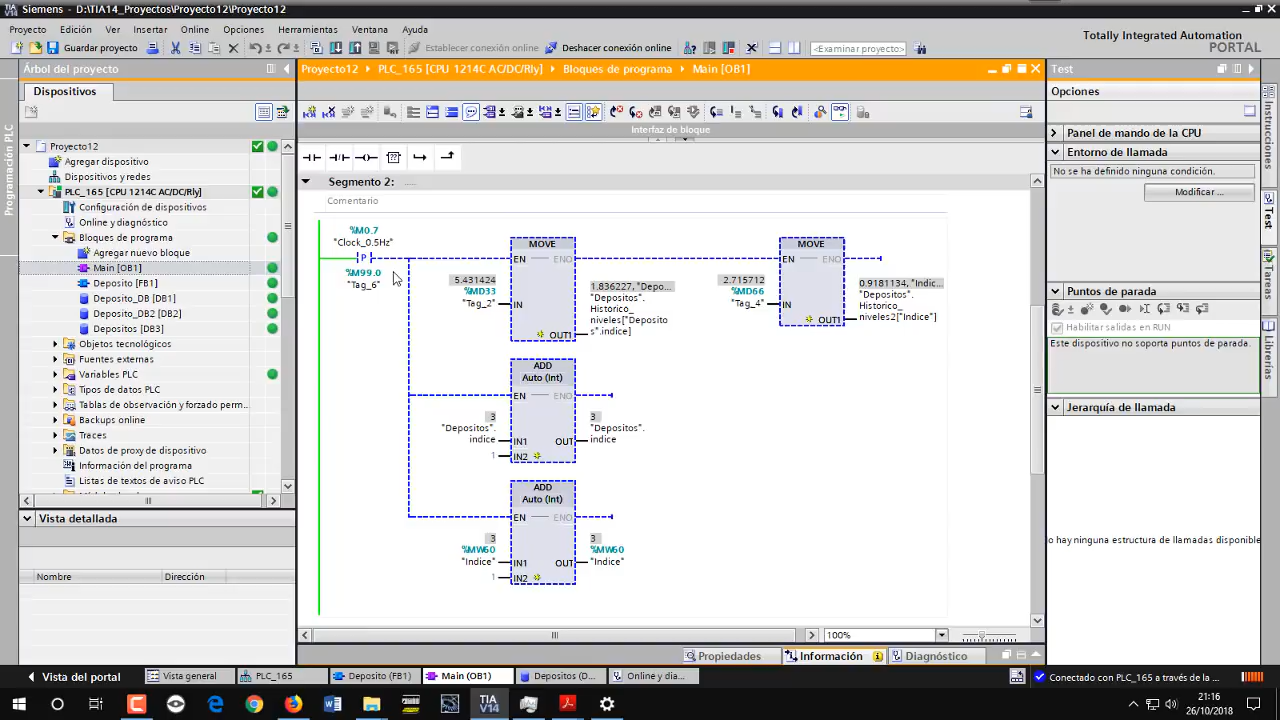 Siemens - D:\TIA14_Proyectos\Proyecto12\Proyecto12
Proyecto Edición Ver Insertar Online Opciones Herramientas Ventana Ayuda
Totally Integrated Automation
PORTAL
Guardar proyecto Establecer conexión online Deshacer conexión online <Examinar proyecto>
Árbol del proyecto
Proyecto12 ▸ PLC_165 [CPU 1214C AC/DC/Rly] ▸ Bloques de programa ▸ Main [OB1]
Test
Dispositivos
Opciones
Programación PLC
Interfaz de bloque
Proyecto12
Agregar dispositivo
Dispositivos y redes
PLC_165 [CPU 1214C AC/DC/Rly]
Configuración de dispositivos
Online y diagnóstico
Bloques de programa
Agregar nuevo bloque
Main [OB1]
Deposito [FB1]
Deposito_DB [DB1]
Deposito_DB2 [DB2]
Depositos [DB3]
Objetos tecnológicos
Fuentes externas
Variables PLC
Tipos de datos PLC
Tablas de observación y forzado perm...
Backups online
Traces
Datos de proxy de dispositivo
Información del programa
Listas de textos de aviso PLC
Vista detallada
Nombre Dirección
Segmento 2: .....
Comentario
%M0.7
"Clock_0.5Hz"
P
%M99.0
"Tag_6"
MOVE
EN ENO
5.431424
%MD33
"Tag_2" IN
1.836227, "Depo...
"Depositos".
Historico_
niveles["Deposito
s".indice]
OUT1
MOVE
EN ENO
2.715712
%MD66
"Tag_4" IN
0.9181134, "Indic...
"Depositos".
Historico_
niveles2["Indice"]
OUT1
ADD
Auto (Int)
EN ENO
3
"Depositos".
indice IN1
1 IN2
3
"Depositos".
indice
OUT
ADD
Auto (Int)
EN ENO
3
%MW60
"Indice" IN1
1 IN2
3
%MW60
"Indice"
OUT
100%
Propiedades Información Diagnóstico
Panel de mando de la CPU
Entorno de llamada
No se ha definido ninguna condición.
Modificar ...
Puntos de parada
Habilitar salidas en RUN
Este dispositivo no soporta puntos de parada.
Jerarquía de llamada
o hay ninguna estructura de llamadas disponible
Instrucciones
Test
Tareas
Librerías
Vista del portal Vista general PLC_165 Deposito (FB1) Main (OB1) Depositos (D... Online y dia...
Conectado con PLC_165 a través de la ...
TIA
V14
21:16
26/10/2018